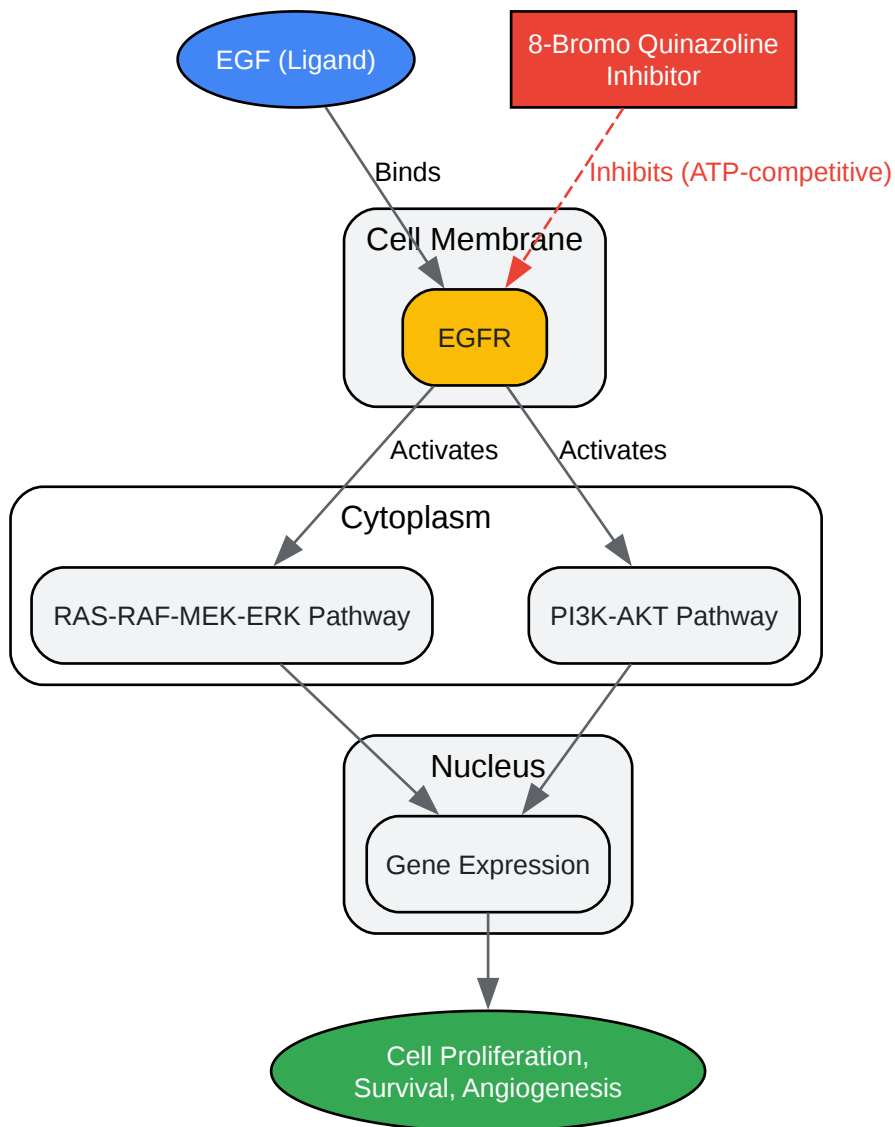 EGF (Ligand)
8-Bromo Quinazoline
Inhibitor
Binds
Inhibits (ATP-competitive)
Cell Membrane
EGFR
Activates
Activates
Cytoplasm
RAS-RAF-MEK-ERK Pathway
PI3K-AKT Pathway
Nucleus
Gene Expression
Cell Proliferation,
Survival, Angiogenesis